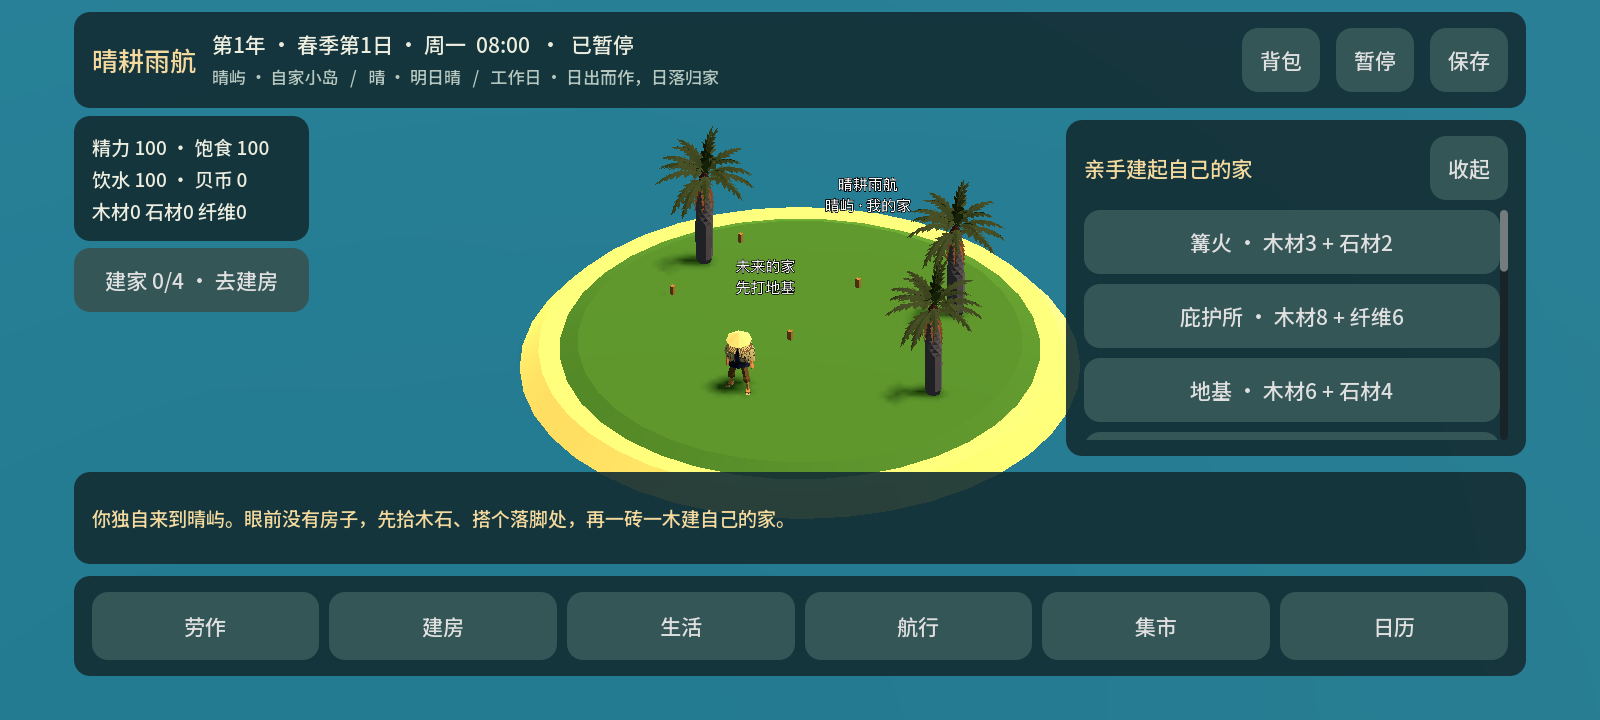 晴耕雨航
第1年 · 春季第1日 · 周一 08:00 · 已暂停
晴屿 · 自家小岛 / 晴 · 明日晴 / 工作日 · 日出而作，日落归家
背包
暂停
保存
精力 100 · 饱食 100
饮水 100 · 贝币 0
木材0 石材0 纤维0
建家 0/4 · 去建房
晴耕雨航
晴屿 · 我的家
未来的家
先打地基
亲手建起自己的家
收起
篝火 · 木材3 + 石材2
庇护所 · 木材8 + 纤维6
地基 · 木材6 + 石材4
你独自来到晴屿。眼前没有房子，先拾木石、搭个落脚处，再一砖一木建自己的家。
劳作
建房
生活
航行
集市
日历